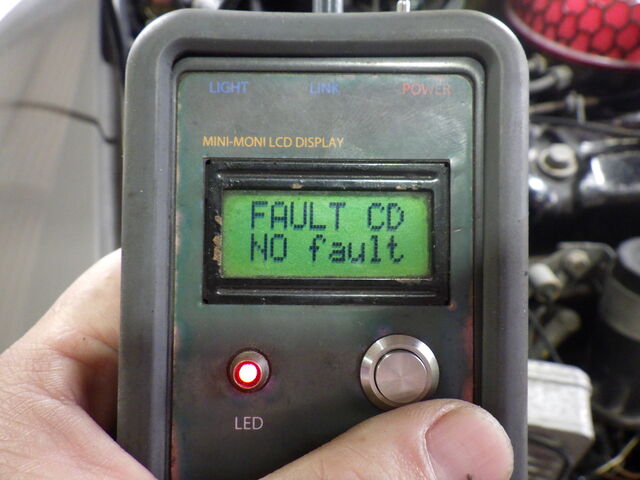 LIGHT LINK POWER
MINI-MONI LCD DISPLAY
FAULT CD
NO fault
LED